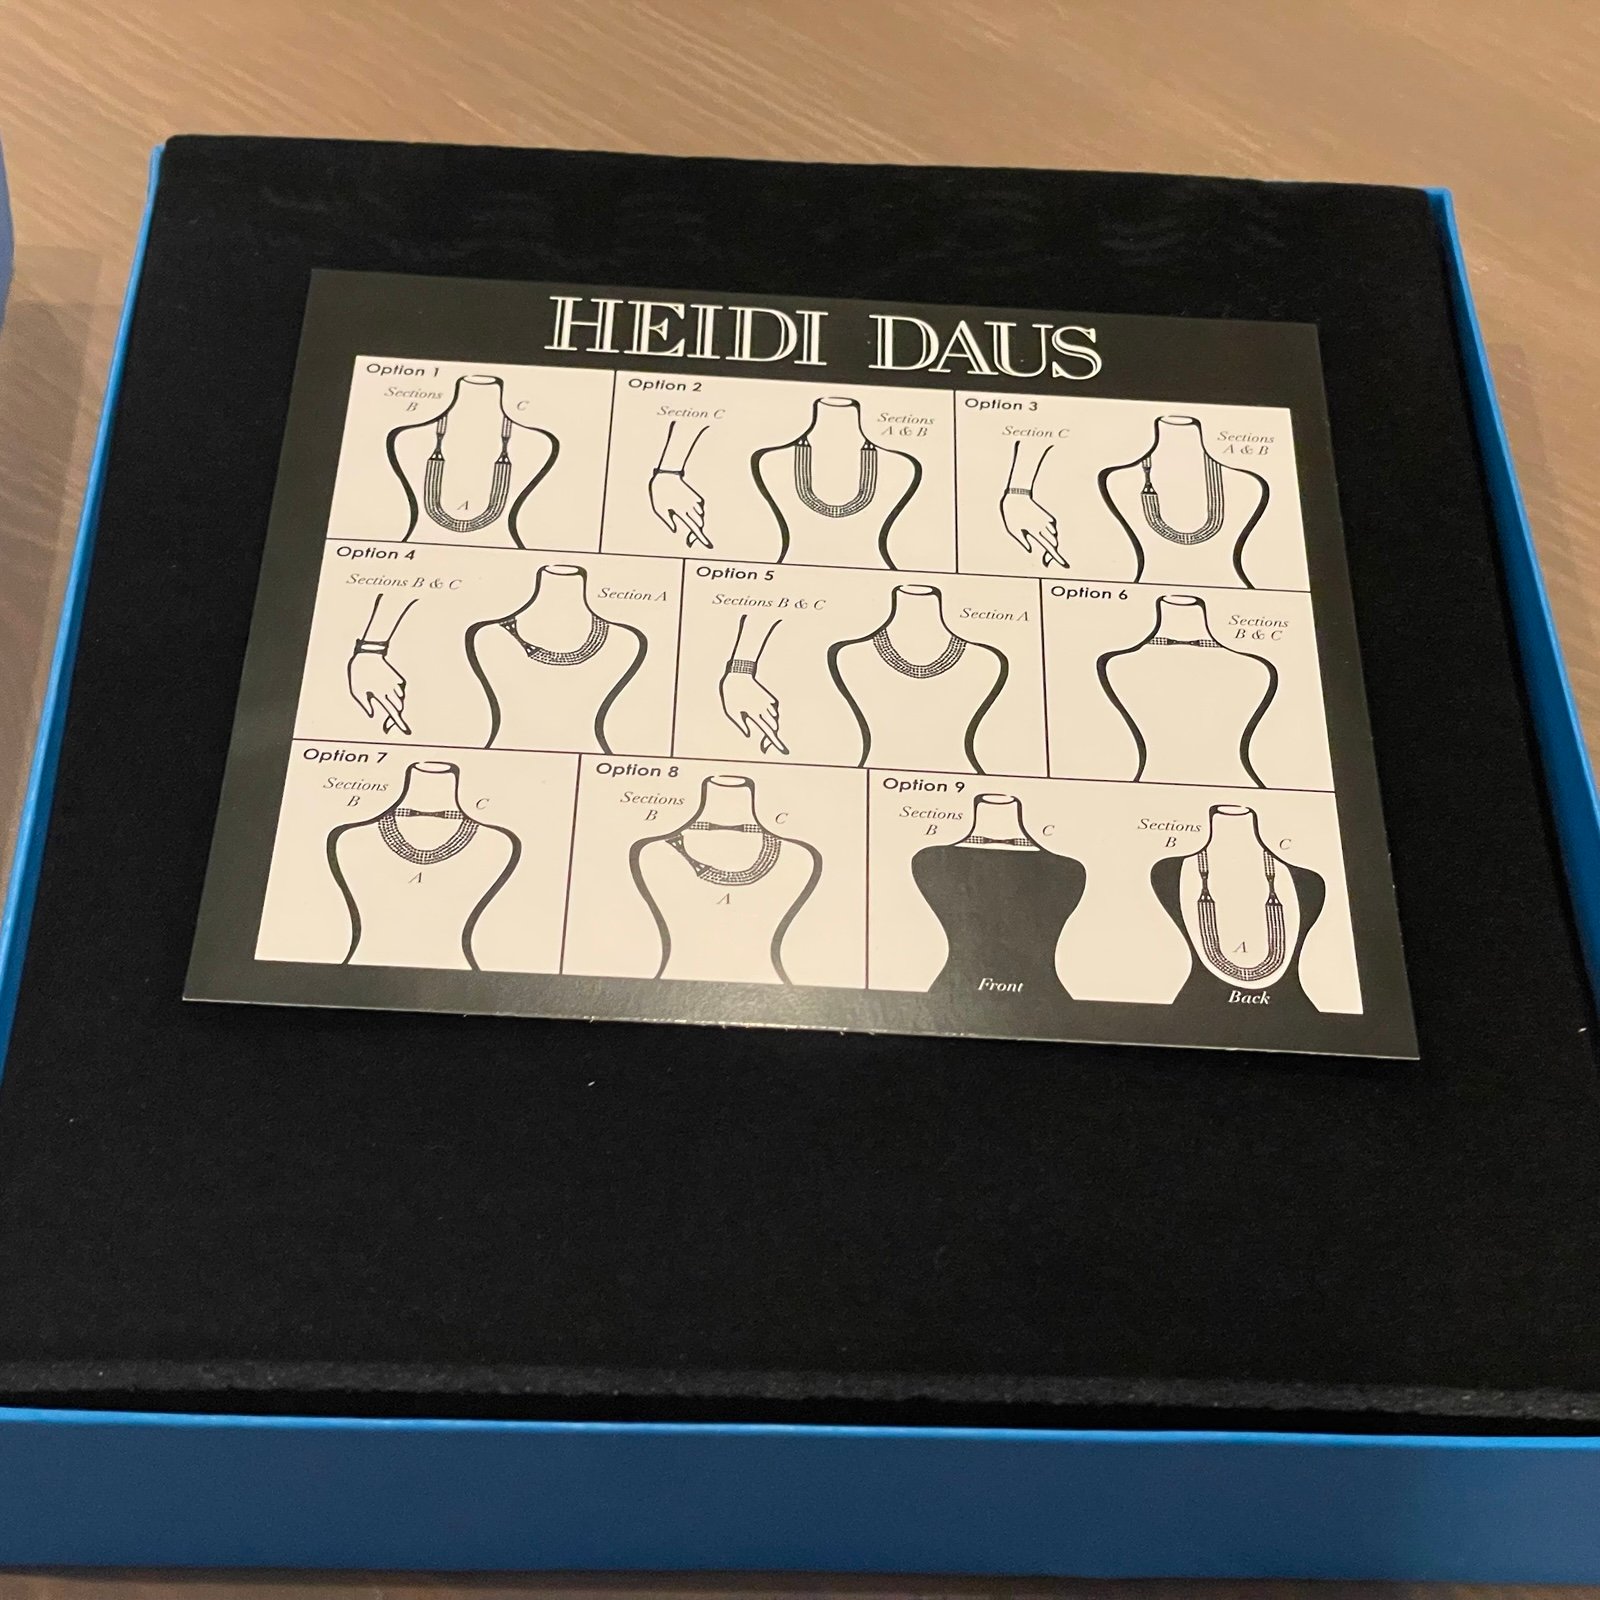 HEIDI DAUS
Option 1
Sections
B
C
A
Option 2
Section C
Sections
A & B
Option 3
Section C
Sections
A & B
Option 4
Sections B & C
Section A
Option 5
Sections B & C
Section A
Option 6
Sections
B & C
Option 7
Sections
B
C
A
Option 8
Sections
B
C
A
Option 9
Sections
B
C
Front
Sections
B
C
A
Back